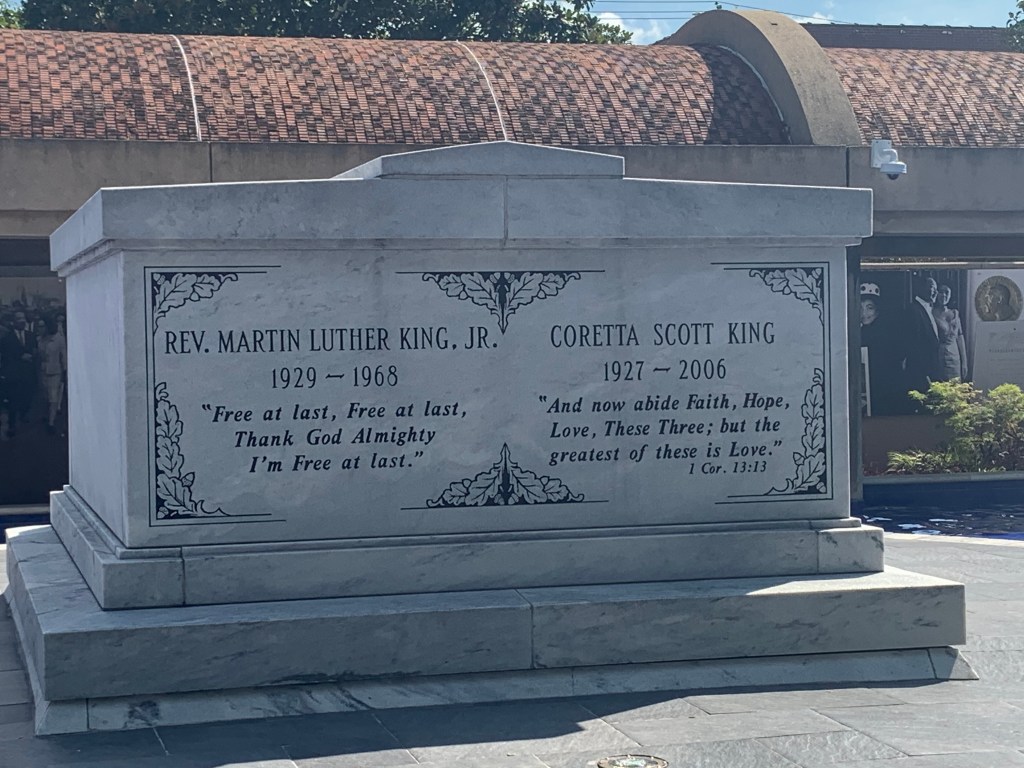 REV. MARTIN LUTHER KING, JR.
1929 — 1968
"Free at last, Free at last,
Thank God Almighty
I'm Free at last."
CORETTA SCOTT KING
1927 — 2006
"And now abide Faith, Hope,
Love, These Three; but the
greatest of these is Love."
1 Cor. 13:13